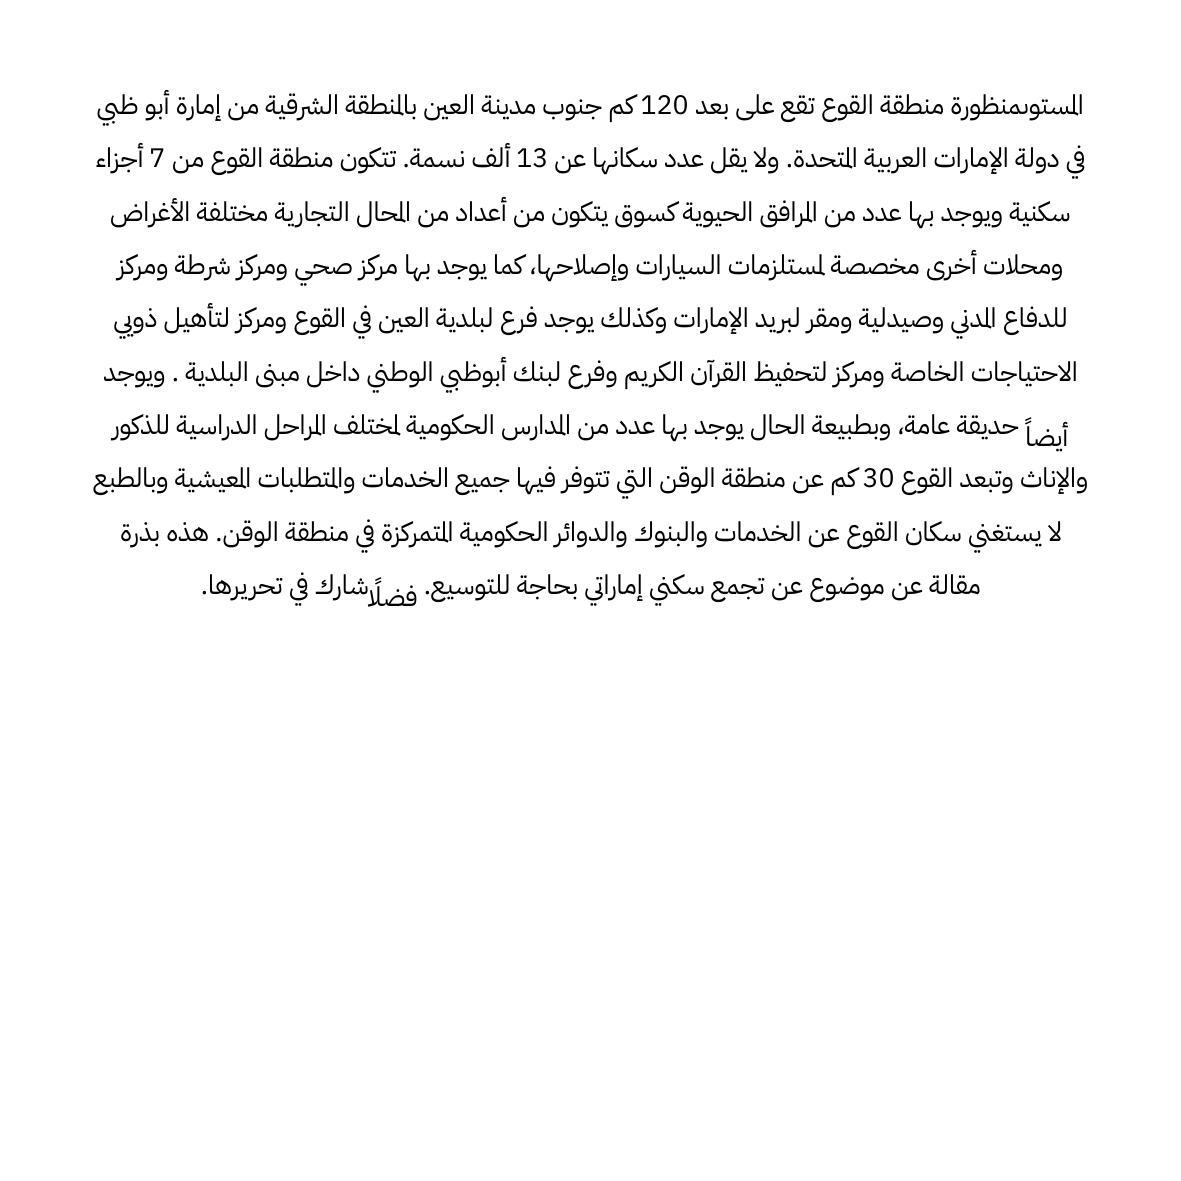 المستوىمنظورة منطقة القوع تقع على بعد 120 كم جنوب مدينة العين بالمنطقة الشرقية من إمارة أبو ظبي
في دولة الإمارات العربية المتحدة. ولا يقل عدد سكانها عن 13 ألف نسمة. تتكون منطقة القوع من 7 أجزاء
سكنية ويوجد بها عدد من المرافق الحيوية كسوق يتكون من أعداد من المحال التجارية مختلفة الأغراض
ومحلات أخرى مخصصة لمستلزمات السيارات وإصلاحها، كما يوجد بها مركز صحي ومركز شرطة ومركز
للدفاع المدني وصيدلية ومقر لبريد الإمارات وكذلك يوجد فرع لبلدية العين في القوع ومركز لتأهيل ذويي
الاحتياجات الخاصة ومركز لتحفيظ القرآن الكريم وفرع لبنك أبوظبي الوطني داخل مبنى البلدية . ويوجد
أيضاً حديقة عامة، وبطبيعة الحال يوجد بها عدد من المدارس الحكومية لمختلف المراحل الدراسية للذكور
والإناث وتبعد القوع 30 كم عن منطقة الوقن التي تتوفر فيها جميع الخدمات والمتطلبات المعيشية وبالطبع
لا يستغني سكان القوع عن الخدمات والبنوك والدوائر الحكومية المتمركزة في منطقة الوقن. هذه بذرة
مقالة عن موضوع عن تجمع سكني إماراتي بحاجة للتوسيع. فضلًا شارك في تحريرها.